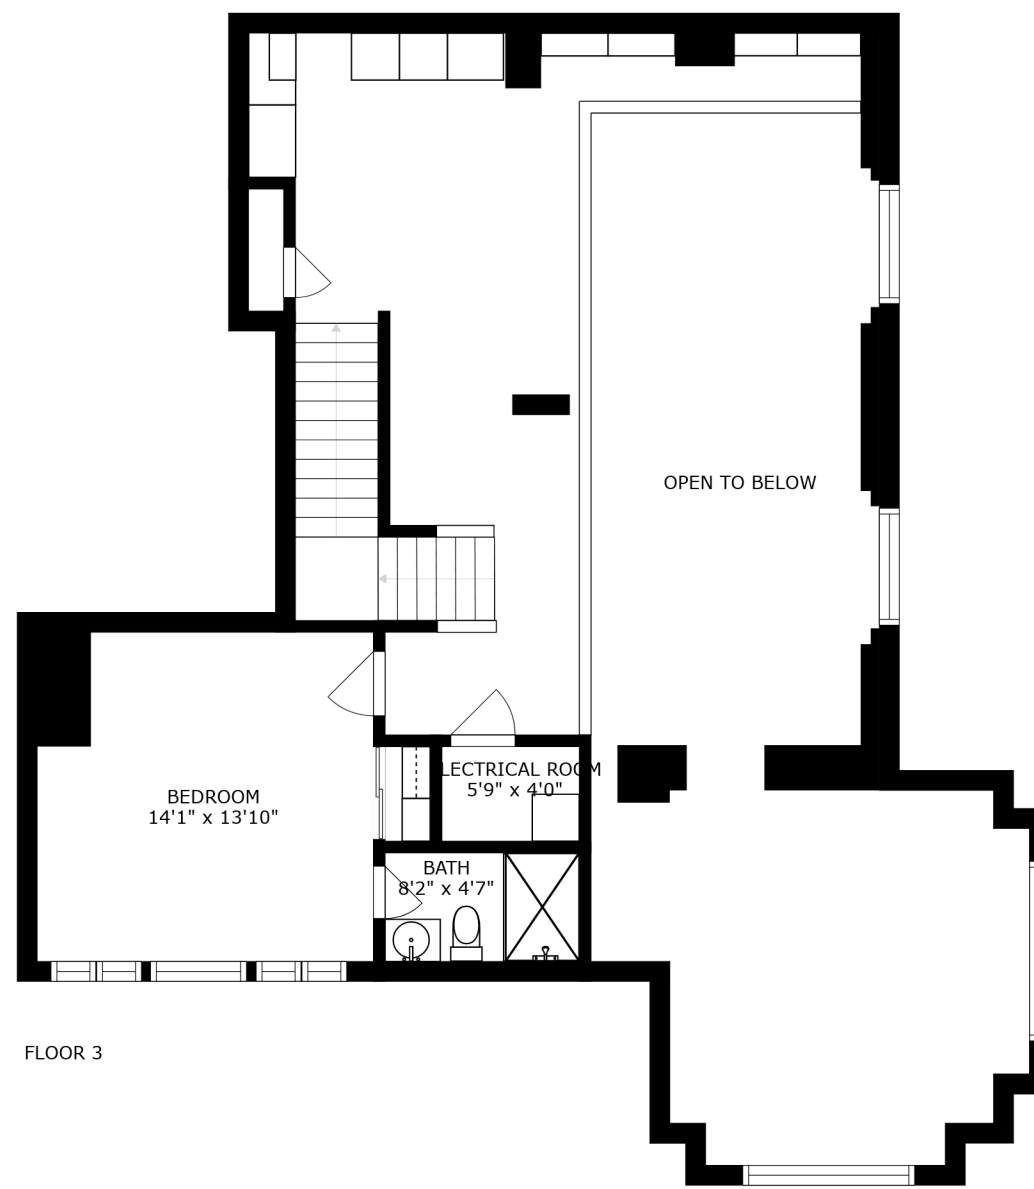 OPEN TO BELOW
LECTRICAL ROOM
5'9" x 4'0"
BEDROOM
14'1" x 13'10"
BATH
8'2" x 4'7"
FLOOR 3